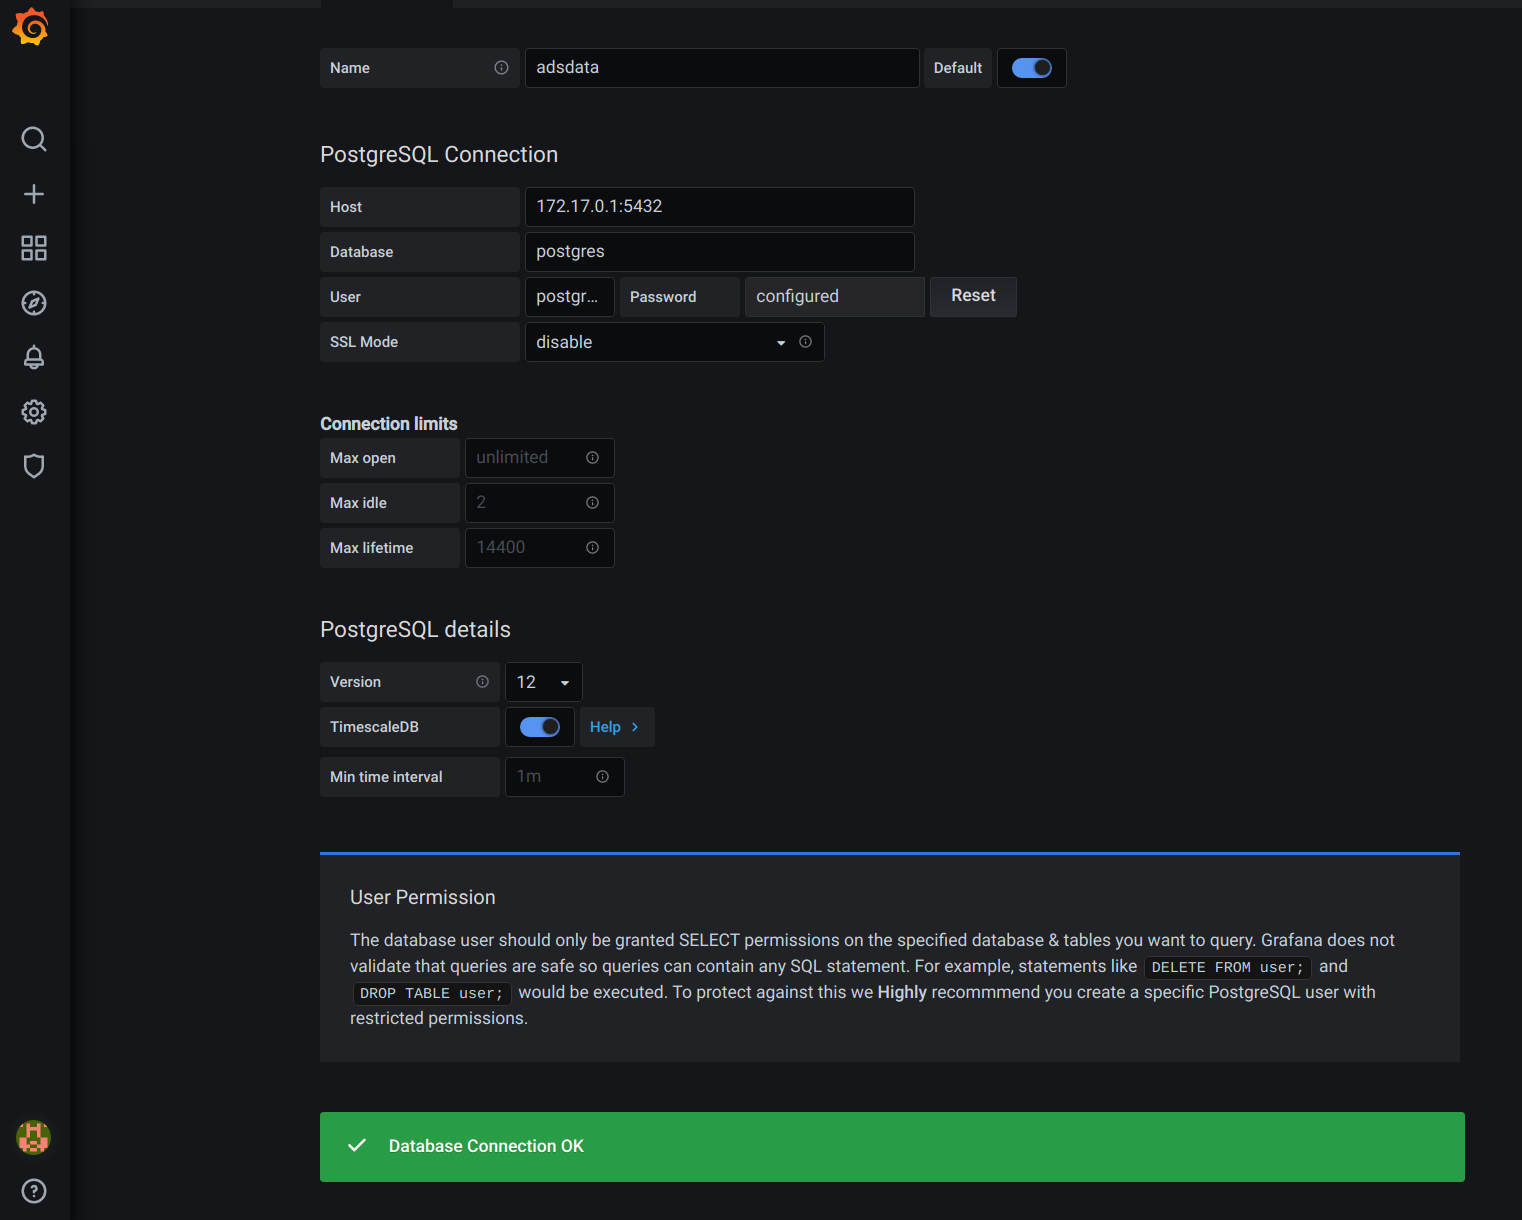 Name adsdata Default
PostgreSQL Connection
Host 172.17.0.1:5432
Database postgres
User postgr... Password configured Reset
SSL Mode disable
Connection limits
Max open unlimited
Max idle 2
Max lifetime 14400
PostgreSQL details
Version 12
TimescaleDB Help
Min time interval 1m
User Permission
The database user should only be granted SELECT permissions on the specified database & tables you want to query. Grafana does not
validate that queries are safe so queries can contain any SQL statement. For example, statements like DELETE FROM user; and
DROP TABLE user; would be executed. To protect against this we Highly recommmend you create a specific PostgreSQL user with
restricted permissions.
Database Connection OK